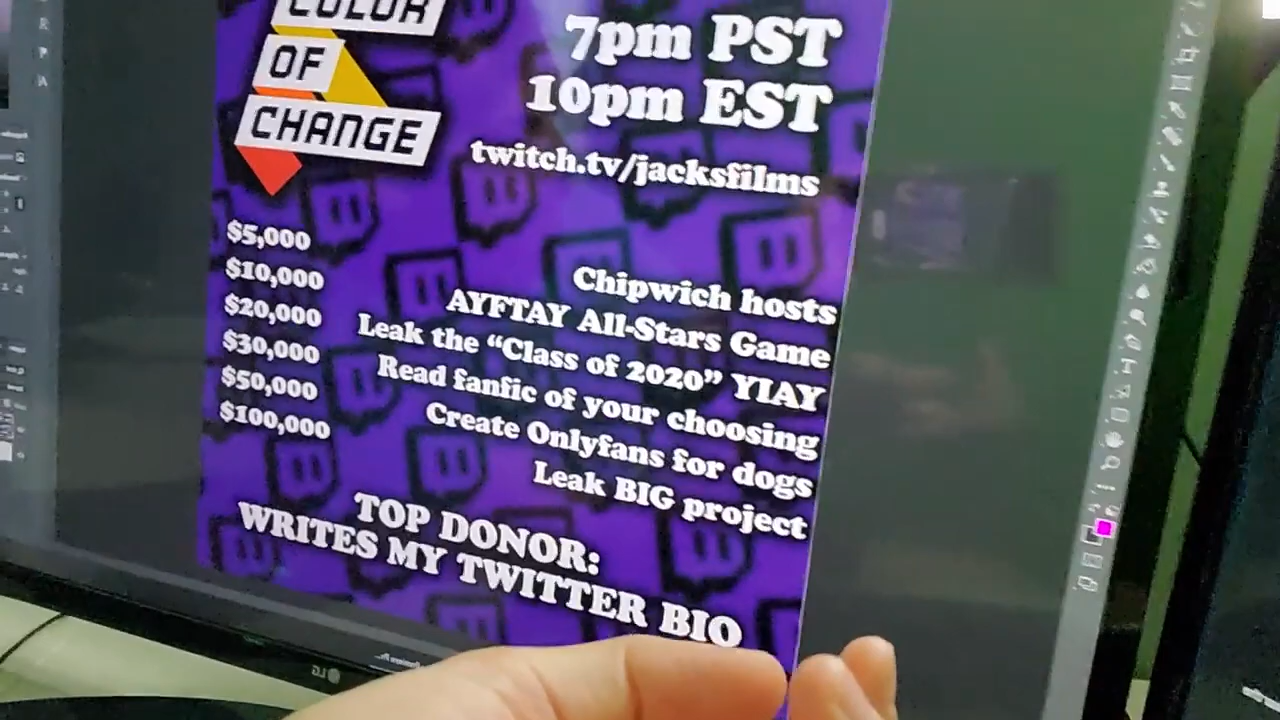 COLOR
OF
CHANGE
7pm PST
10pm EST
twitch.tv/jacksfilms
$5,000
$10,000
$20,000
$30,000
$50,000
$100,000
Chipwich hosts
AYFTAY All-Stars Game
Leak the “Class of 2020” YIAY
Read fanfic of your choosing
Create Onlyfans for dogs
Leak BIG project
TOP DONOR:
WRITES MY TWITTER BIO
LG